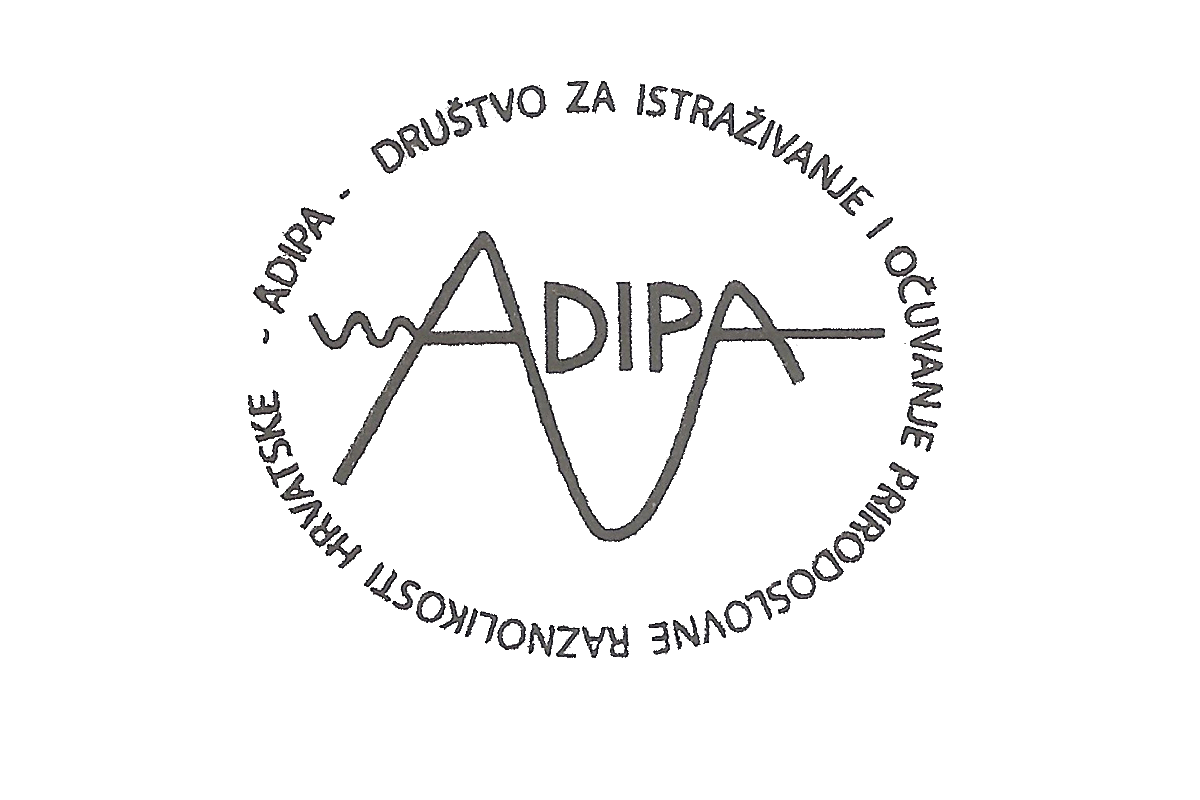 - ADIPA - DRUŠTVO ZA ISTRAŽIVANJE I OČUVANJE PRIRODOSLOVNE RAZNOLIKOSTI HRVATSKE
ADIPA